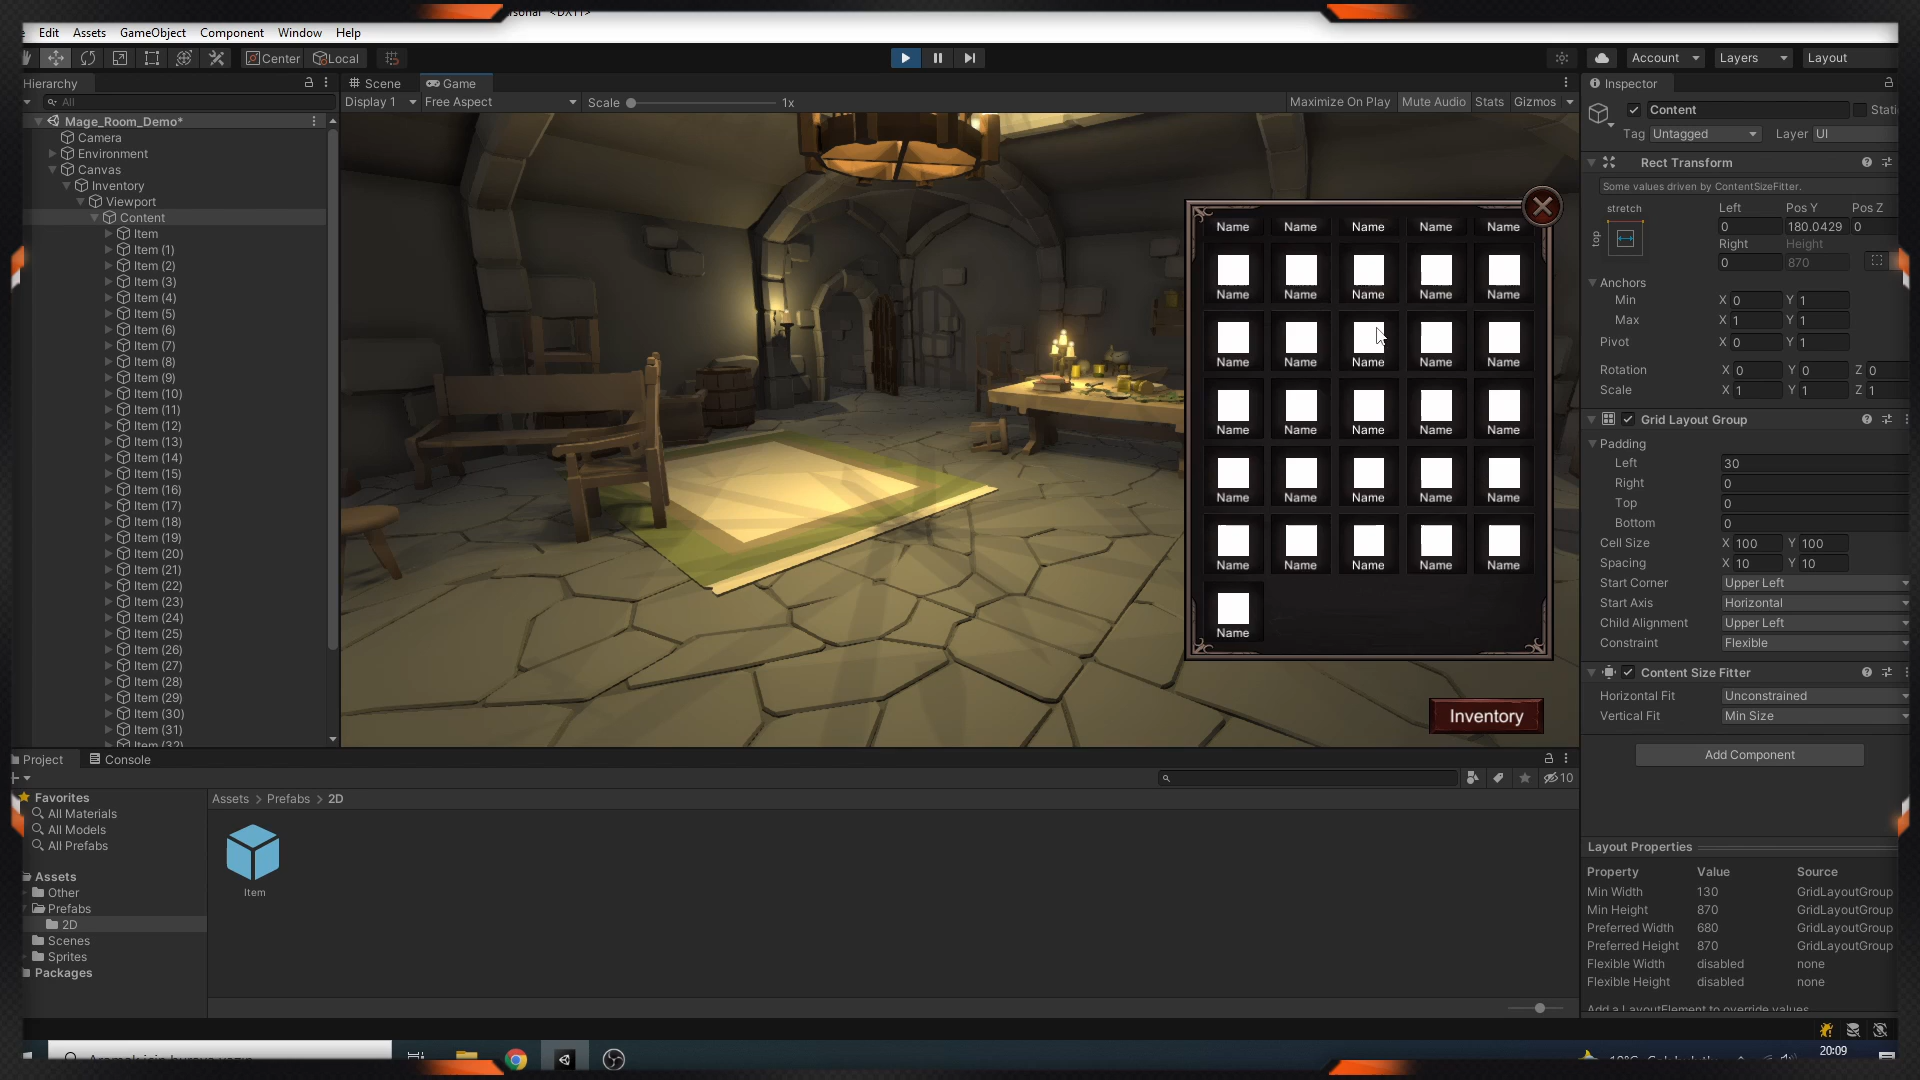 Edit Assets GameObject Component Window Help
Center Local Account Layers Layout
Hierarchy
Scene Game
Inspector
All
Display 1 Free Aspect Scale 1x Maximize On Play Mute Audio Stats Gizmos
Mage_Room_Demo*
Camera
Environment
Canvas
Inventory
Viewport
Content
Item
Item (1)
Item (2)
Item (3)
Item (4)
Item (5)
Item (6)
Item (7)
Item (8)
Item (9)
Item (10)
Item (11)
Item (12)
Item (13)
Item (14)
Item (15)
Item (16)
Item (17)
Item (18)
Item (19)
Item (20)
Item (21)
Item (22)
Item (23)
Item (24)
Item (25)
Item (26)
Item (27)
Item (28)
Item (29)
Item (30)
Item (31)
Item (32)
Name Name Name Name Name
Name Name Name Name Name
Name Name Name Name Name
Name Name Name Name Name
Name Name Name Name Name
Name Name Name Name Name
Name
Inventory
Content Stati
Tag Untagged Layer UI
Rect Transform
Some values driven by ContentSizeFitter.
stretch Left Pos Y Pos Z
top 0 180.0429 0
Right Height
0 870
Anchors
Min X 0 Y 1
Max X 1 Y 1
Pivot X 0 Y 1
Rotation X 0 Y 0 Z 0
Scale X 1 Y 1 Z 1
Grid Layout Group
Padding
Left 30
Right 0
Top 0
Bottom 0
Cell Size X 100 Y 100
Spacing X 10 Y 10
Start Corner Upper Left
Start Axis Horizontal
Child Alignment Upper Left
Constraint Flexible
Content Size Fitter
Horizontal Fit Unconstrained
Vertical Fit Min Size
Add Component
Layout Properties
Property Value Source
Min Width 130 GridLayoutGroup
Min Height 870 GridLayoutGroup
Preferred Width 680 GridLayoutGroup
Preferred Height 870 GridLayoutGroup
Flexible Width disabled none
Flexible Height disabled none
Add a LayoutElement to override values
Project Console
10
Favorites
All Materials
All Models
All Prefabs
Assets
Other
Prefabs
2D
Scenes
Sprites
Packages
Assets > Prefabs > 2D
Item
20:09